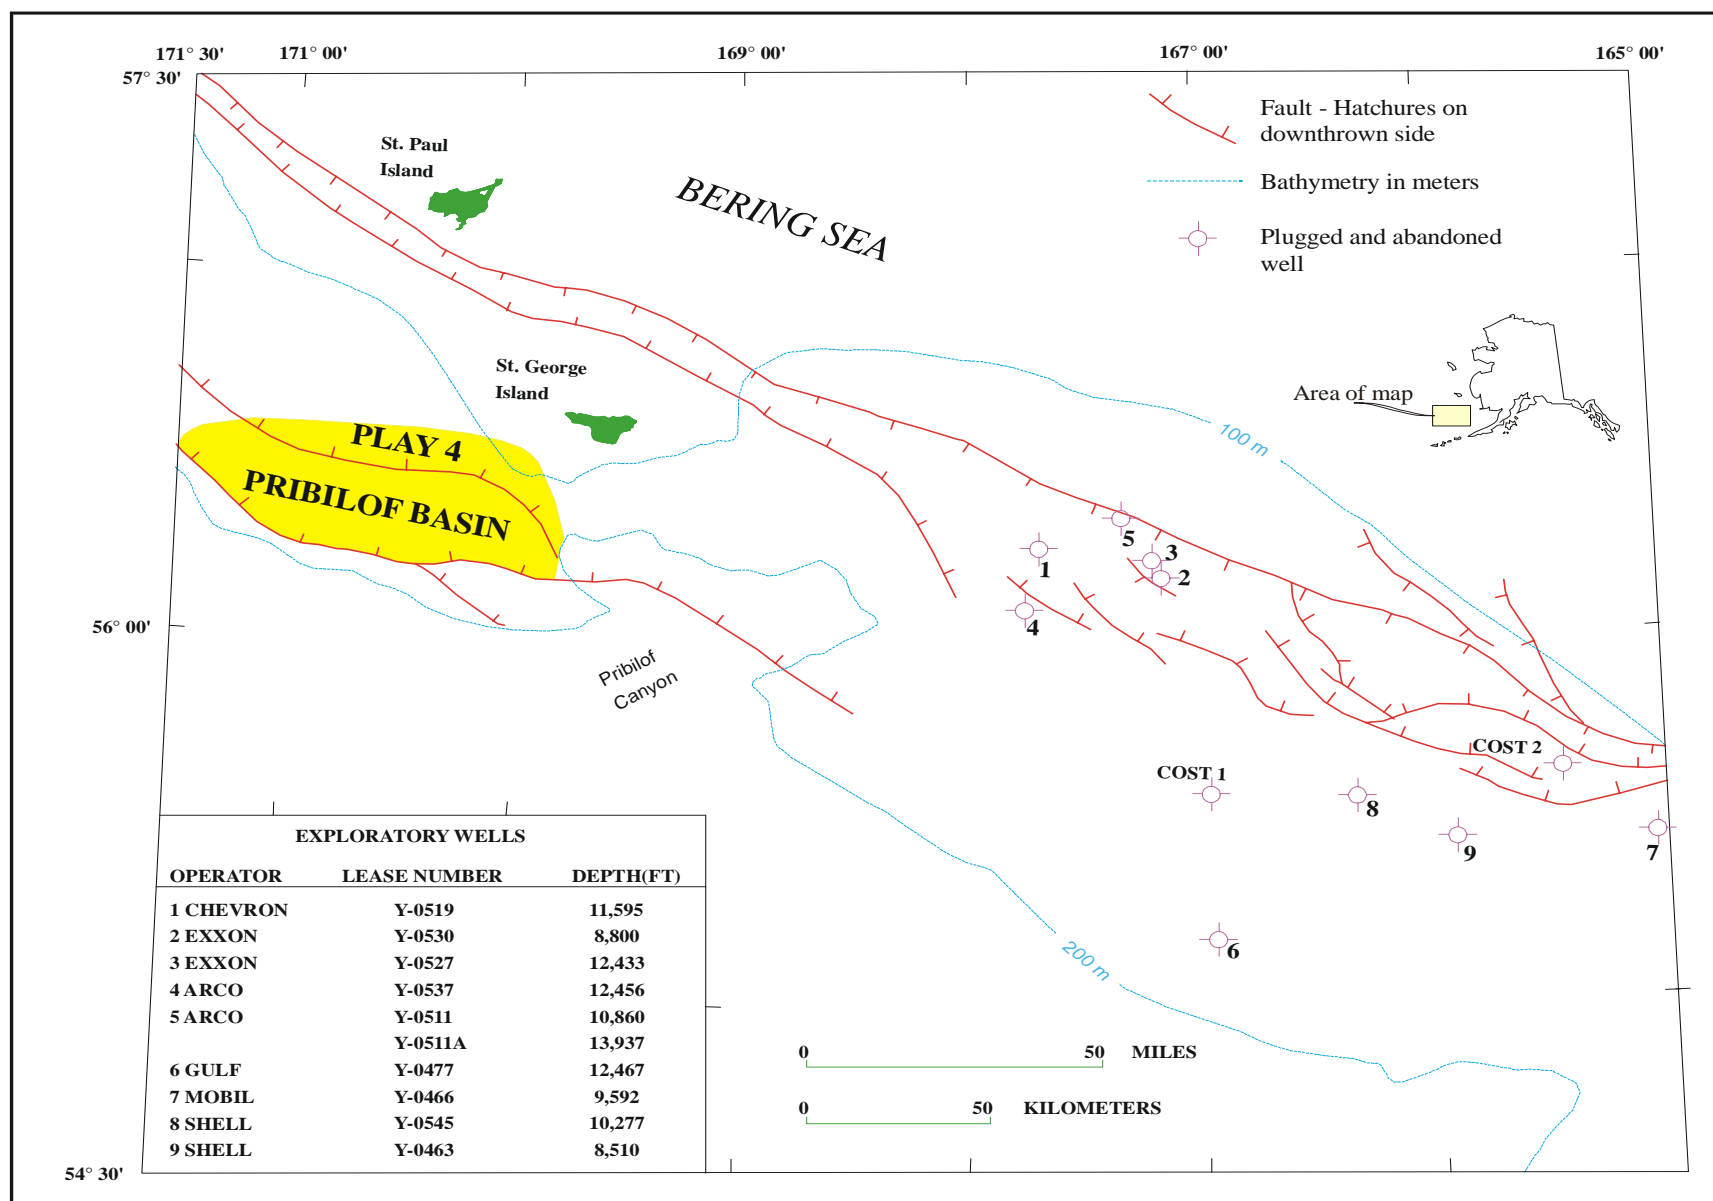 171° 30'
171° 00'
169° 00'
167° 00'
165° 00'
57° 30'
Fault - Hatchures on
downthrown side
Bathymetry in meters
Plugged and abandoned
well
St. Paul
Island
BERING SEA
St. George
Island
Area of map
PLAY 4
PRIBILOF BASIN
100 m
5
3
1
2
4
56° 00'
Pribilof
Canyon
COST 2
COST 1
8
9
7
6
200 m
EXPLORATORY WELLS
OPERATOR LEASE NUMBER DEPTH(FT)
1 CHEVRON Y-0519 11,595
2 EXXON Y-0530 8,800
3 EXXON Y-0527 12,433
4 ARCO Y-0537 12,456
5 ARCO Y-0511 10,860
Y-0511A 13,937
6 GULF Y-0477 12,467
7 MOBIL Y-0466 9,592
8 SHELL Y-0545 10,277
9 SHELL Y-0463 8,510
0 50 MILES
0 50 KILOMETERS
54° 30'